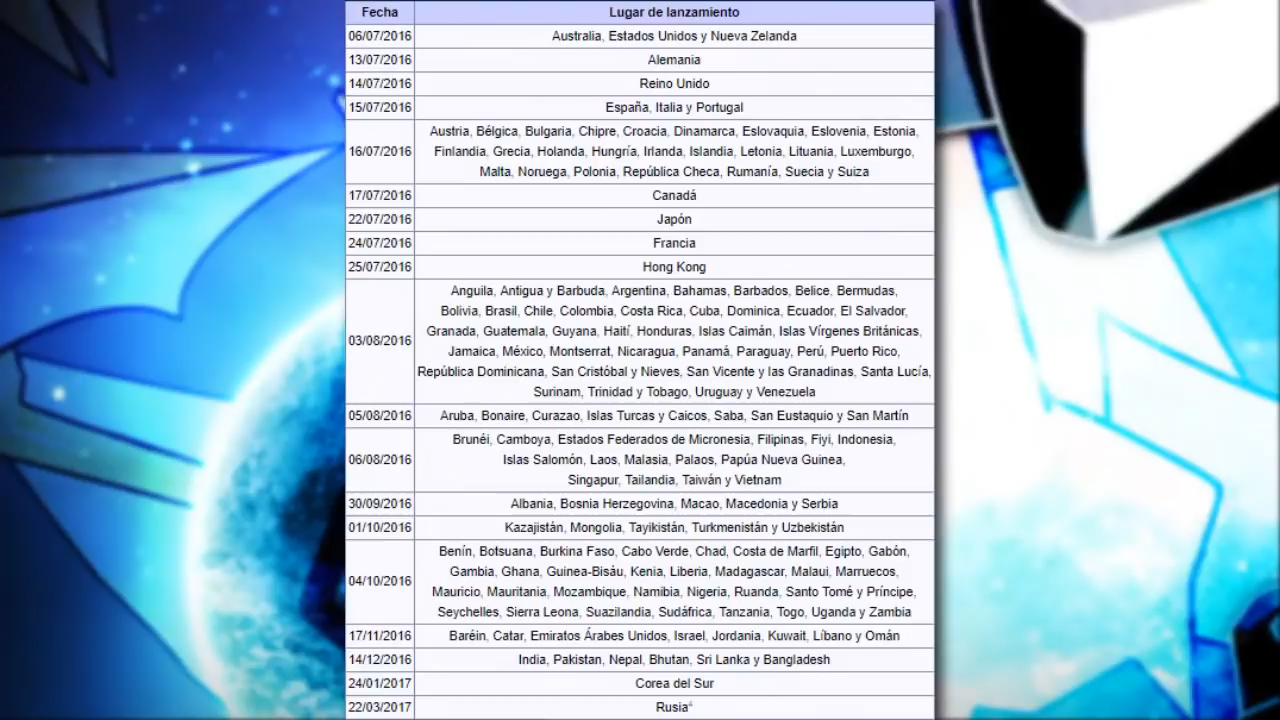 Fecha Lugar de lanzamiento
06/07/2016 Australia, Estados Unidos y Nueva Zelanda
13/07/2016 Alemania
14/07/2016 Reino Unido
15/07/2016 España, Italia y Portugal
16/07/2016 Austria, Bélgica, Bulgaria, Chipre, Croacia, Dinamarca, Eslovaquia, Eslovenia, Estonia,
Finlandia, Grecia, Holanda, Hungría, Irlanda, Islandia, Letonia, Lituania, Luxemburgo,
Malta, Noruega, Polonia, República Checa, Rumanía, Suecia y Suiza
17/07/2016 Canadá
22/07/2016 Japón
24/07/2016 Francia
25/07/2016 Hong Kong
03/08/2016 Anguila, Antigua y Barbuda, Argentina, Bahamas, Barbados, Belice, Bermudas,
Bolivia, Brasil, Chile, Colombia, Costa Rica, Cuba, Dominica, Ecuador, El Salvador,
Granada, Guatemala, Guyana, Haití, Honduras, Islas Caimán, Islas Vírgenes Británicas,
Jamaica, México, Montserrat, Nicaragua, Panamá, Paraguay, Perú, Puerto Rico,
República Dominicana, San Cristóbal y Nieves, San Vicente y las Granadinas, Santa Lucía,
Surinam, Trinidad y Tobago, Uruguay y Venezuela
05/08/2016 Aruba, Bonaire, Curazao, Islas Turcas y Caicos, Saba, San Eustaquio y San Martín
06/08/2016 Brunéi, Camboya, Estados Federados de Micronesia, Filipinas, Fiyi, Indonesia,
Islas Salomón, Laos, Malasia, Palaos, Papúa Nueva Guinea,
Singapur, Tailandia, Taiwán y Vietnam
30/09/2016 Albania, Bosnia Herzegovina, Macao, Macedonia y Serbia
01/10/2016 Kazajistán, Mongolia, Tayikistán, Turkmenistán y Uzbekistán
04/10/2016 Benín, Botsuana, Burkina Faso, Cabo Verde, Chad, Costa de Marfil, Egipto, Gabón,
Gambia, Ghana, Guinea-Bisáu, Kenia, Liberia, Madagascar, Malaui, Marruecos,
Mauricio, Mauritania, Mozambique, Namibia, Nigeria, Ruanda, Santo Tomé y Príncipe,
Seychelles, Sierra Leona, Suazilandia, Sudáfrica, Tanzania, Togo, Uganda y Zambia
17/11/2016 Baréin, Catar, Emiratos Árabes Unidos, Israel, Jordania, Kuwait, Líbano y Omán
14/12/2016 India, Pakistan, Nepal, Bhutan, Sri Lanka y Bangladesh
24/01/2017 Corea del Sur
22/03/2017 Rusia⁴